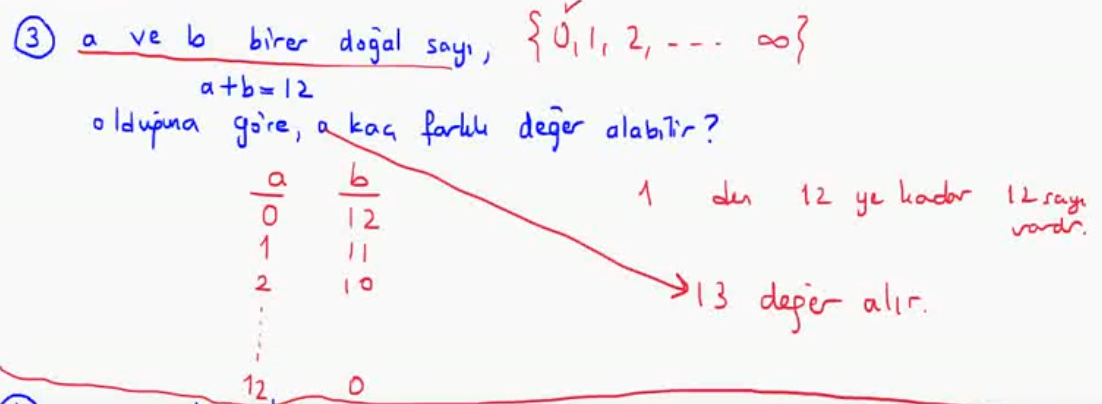 3 a ve b birer doğal sayı, {0, 1, 2, ---- ∞}
a+b=12
olduğuna göre, a kaç farklı değer alabilir?
a b
0 12
1 11
2 10
12 0
1 den 12 ye kadar 12 sayı
vardır.
13 değer alır.